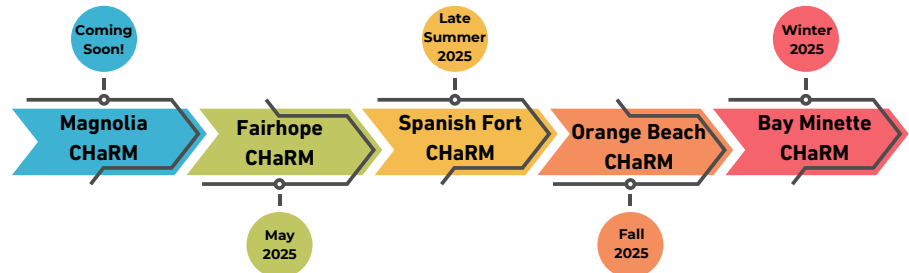 Coming
Soon!
Late
Summer
2025
Winter
2025
Magnolia
CHaRM
Fairhope
CHaRM
Spanish Fort
CHaRM
Orange Beach
CHaRM
Bay Minette
CHaRM
May
2025
Fall
2025